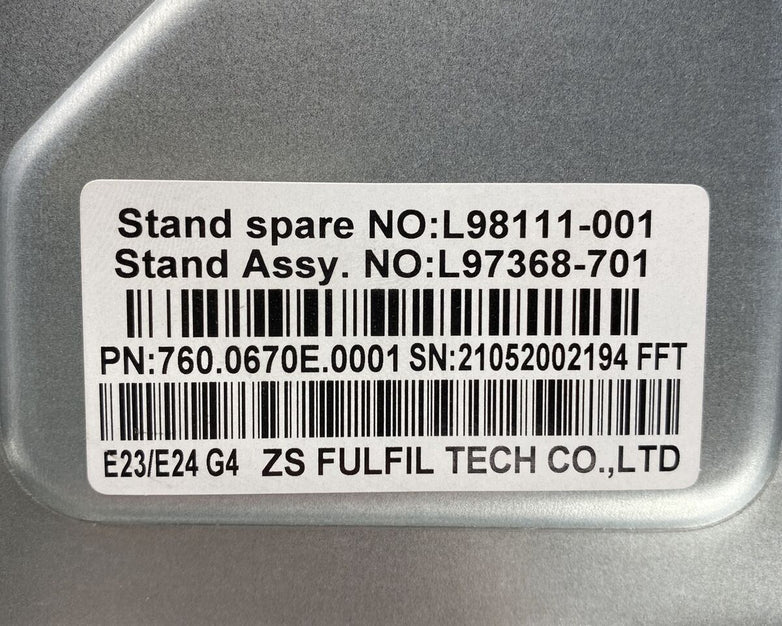 Stand spare NO:L98111-001
Stand Assy. NO:L97368-701
PN:760.0670E.0001 SN:21052002194 FFT
E23/E24 G4 ZS FULFIL TECH CO.,LTD